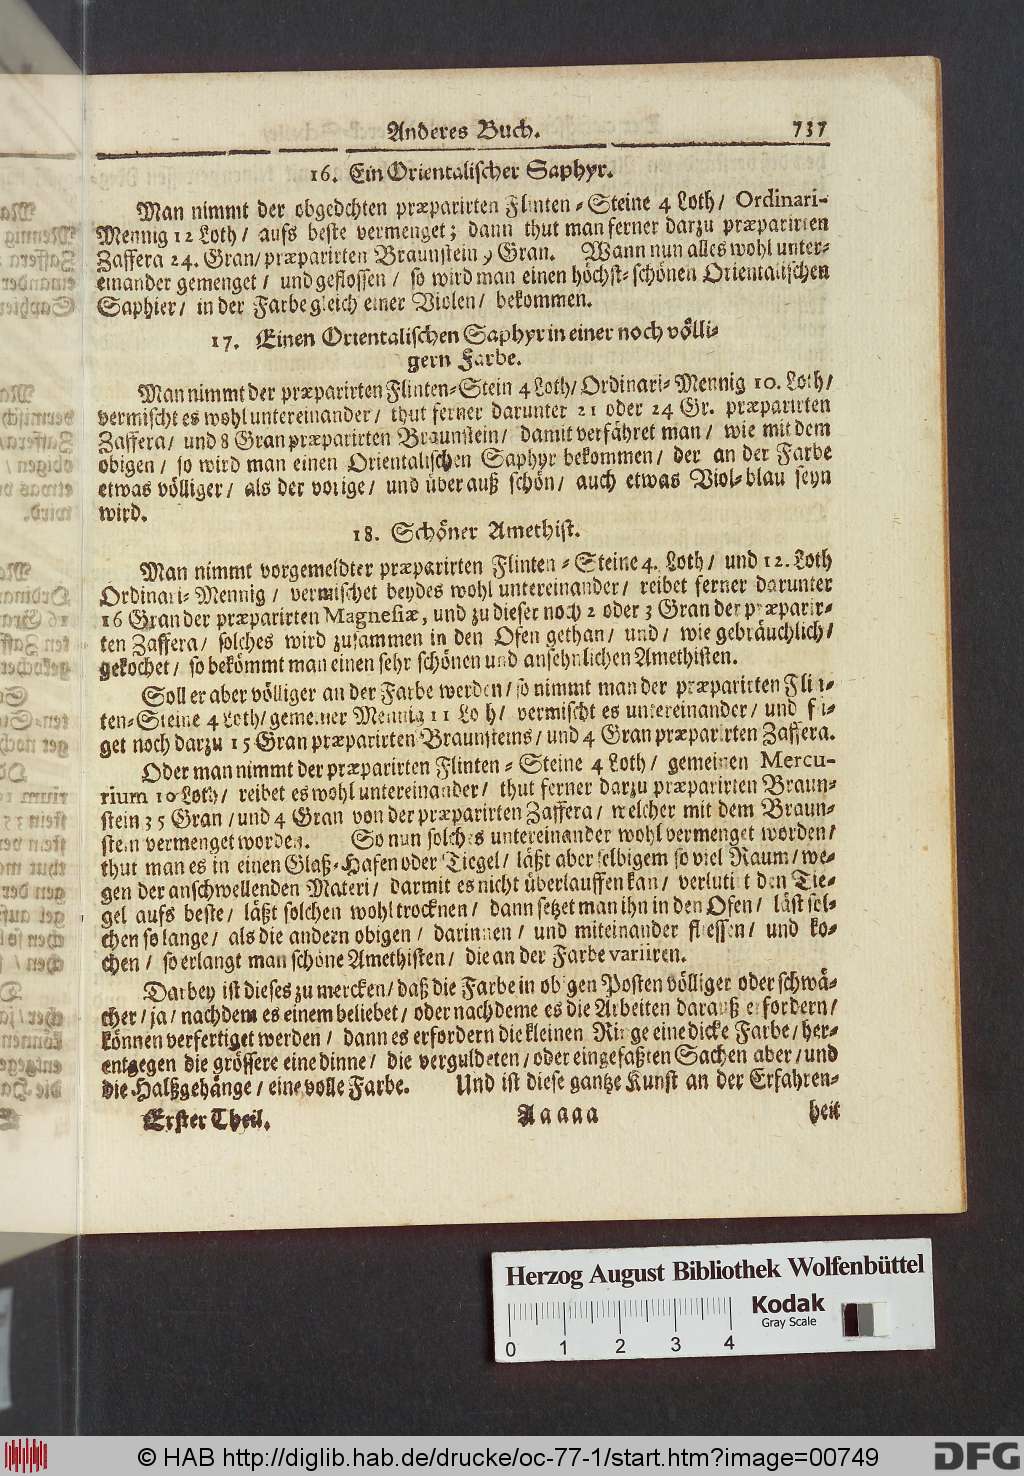 Anderes Buch. 737
16. Ein Orientalischer Saphyr.
Man nimmt der obgedchten præparirten Flinten-Steine 4 Loth/ Ordinari-
Mennig 12 Loth/ aufs beste vermenget; dann thut man ferner darzu præparirten
Zaffera 24. Gran/ præparirten Braunstein 9 Gran. Wann nun alles wohl unter-
einander gemenget/ und geflossen/ so wird man einen höchst-schönen Orientalischen
Saphier/ in der Farbe gleich einer Violen/ bekommen.
17. Einen Orientalischen Saphyr in einer noch völli-
gern Farbe.
Man nimmt der præparirten Flinten-Stein 4 Loth/ Ordinari-Mennig 10. Loth/
vermischt es wohl untereinander/ thut ferner darunter 21 oder 24 Gr. præparirten
Zaffera/ und 8 Gran præparirten Braunstein/ damit verfähret man/ wie mit dem
obigen/ so wird man einen Orientalischen Saphyr bekommen/ der an der Farbe
etwas völliger/ als der vorige/ und über auß schön/ auch etwas Viol-blau seyn
wird.
18. Schöner Amethist.
Man nimmt vorgemeldter præparirten Flinten-Steine 4. Loth/ und 12. Loth
Ordinari-Mennig/ vermischet beydes wohl untereinander/ reibet ferner darunter
16 Gran der præparirten Magnesiæ, und zu dieser noch 2 oder 3 Gran der præparir-
ten Zaffera/ solches wird zusammen in den Ofen gethan/ und/ wie gebräuchlich/
gekochet/ so bekömmt man einen sehr schönen und ansehnlichen Amethisten.
Soll er aber völliger an der Farbe werden/ so nimmt man der præparirten Flin-
ten-Steine 4 Loth/ gemeiner Mennig 11 Loth/ vermischt es untereinander/ und fü-
get noch darzu 15 Gran præparirten Braunsteins/ und 4 Gran præparirten Zaffera.
Oder man nimmt der præparirten Flinten-Steine 4 Loth/ gemeinen Mercu-
rium 10 Loth/ reibet es wohl untereinander/ thut ferner darzu præparirten Braun-
stein 35 Gran/ und 4 Gran von der præparirten Zaffera/ welcher mit dem Braun-
stein vermenget worden. So nun solches untereinander wohl vermenget worden/
thut man es in einen Glaß-Hafen oder Tiegel/ läßt aber selbigem so viel Raum/ we-
gen der anschwellenden Materi/ darmit es nicht überlauffen kan/ verlutirt den Tie-
gel aufs beste/ läßt solchen wohl trocknen/ dann setzet man ihn in den Ofen/ läst sol-
chen so lange/ als die andern obigen/ darinnen/ und miteinander fliessen/ und ko-
chen/ so erlangt man schöne Amethisten/ die an der Farbe variiren.
Darbey ist dieses zu mercken/ daß die Farbe in obigen Posten völliger oder schwä-
cher/ ja/ nachdem es einem beliebet/ oder nachdeme es die Arbeiten darauß erfordern/
können verfertiget werden/ dann es erfordern die kleinen Ringe eine dicke Farbe/ her-
entgegen die grössere eine dinne/ die verguldeten/ oder eingefaßten Sachen aber/ und
die Halßgehänge/ eine volle Farbe. Und ist diese gantze Kunst an der Erfahren-
Erster Theil. Aaaaa heit
Herzog August Bibliothek Wolfenbüttel
Kodak
Gray Scale
0 1 2 3 4
© HAB http://diglib.hab.de/drucke/oc-77-1/start.htm?image=00749
DFG